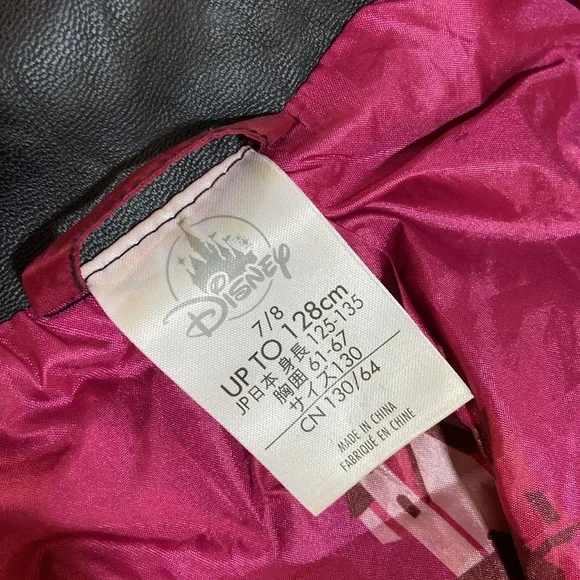 Disney
7/8
UP TO 128cm
JP日本 身長 125-135
胸囲 61-67
サイズ130
CN 130/64
MADE IN CHINA
FABRIQUÉ EN CHINE